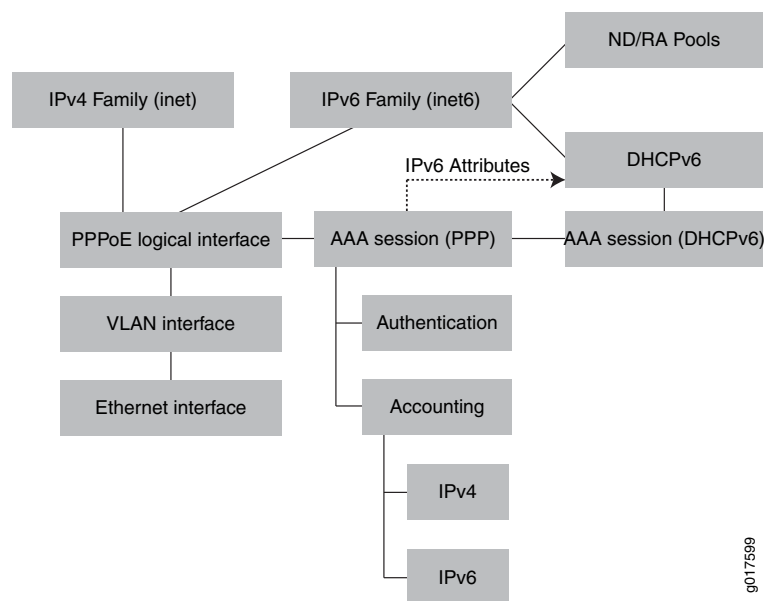 ND/RA Pools
IPv4 Family (inet)
IPv6 Family (inet6)
DHCPv6
IPv6 Attributes
PPPoE logical interface
AAA session (PPP)
AAA session (DHCPv6)
VLAN interface
Authentication
Ethernet interface
Accounting
IPv4
IPv6
g017599